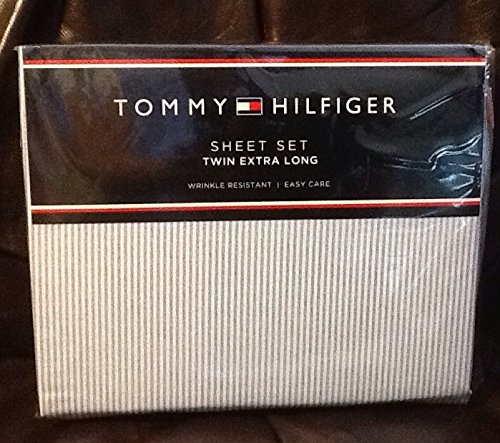 TOMMY HILFIGER
SHEET SET
TWIN EXTRA LONG
WRINKLE RESISTANT | EASY CARE